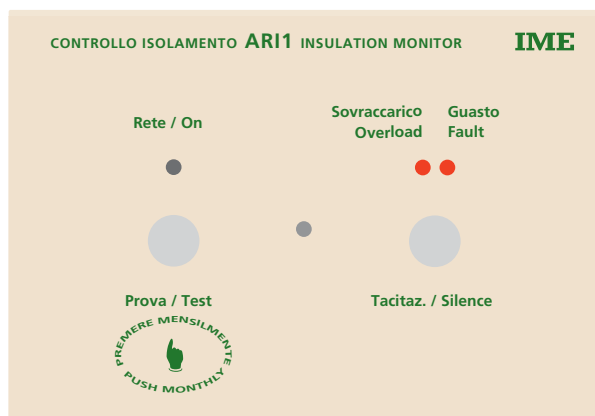 CONTROLLO ISOLAMENTO ARI1 INSULATION MONITOR
IME
Rete / On
Sovraccarico
Overload
Guasto
Fault
Prova / Test
Tacitaz. / Silence
PREMERE MENSILMENTE
PUSH MONTHLY